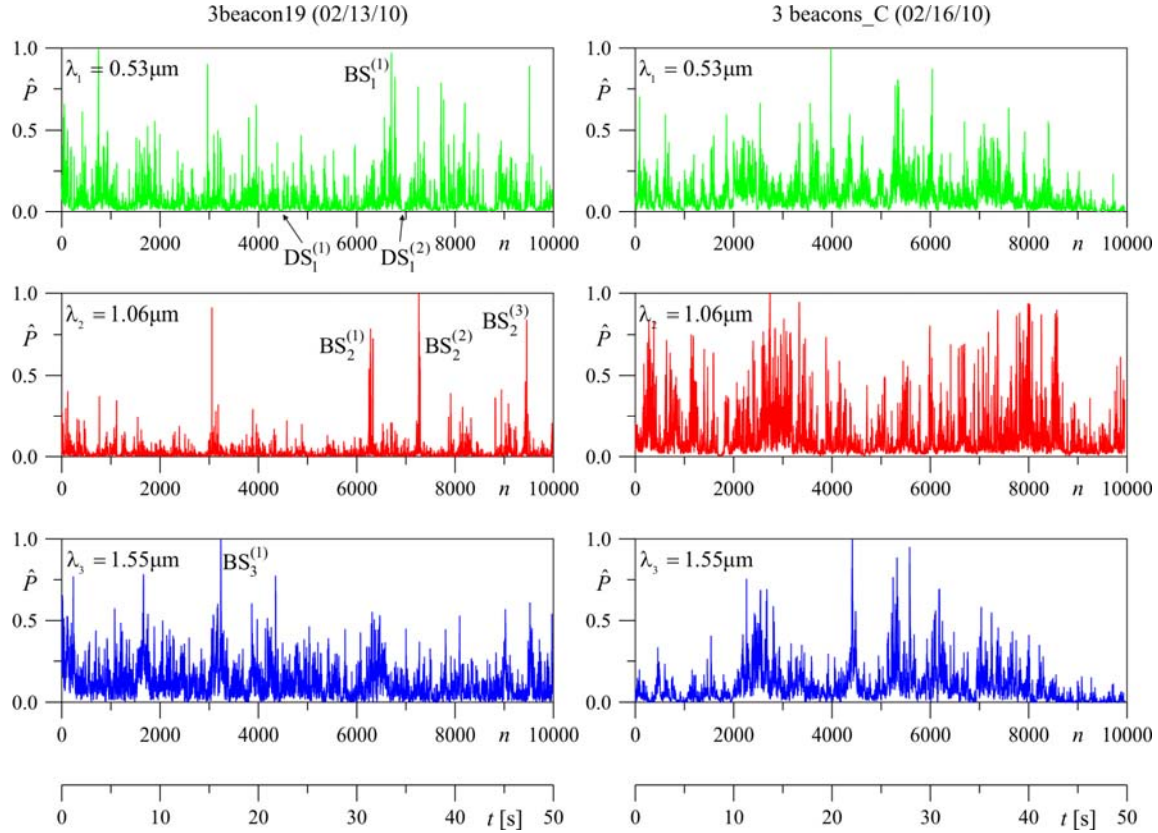 3beacon19 (02/13/10) 3 beacons_C (02/16/10)
1.0 λ₁ = 0.53μm BS₁⁽¹⁾ 1.0 λ₁ = 0.53μm
P̂ P̂
0.5 0.5
0.0 0.0
0 2000 4000 6000 8000 n 10000 0 2000 4000 6000 8000 n 10000
DS₁⁽¹⁾ DS₁⁽²⁾
1.0 λ₂ = 1.06μm BS₂⁽¹⁾ BS₂⁽²⁾ BS₂⁽³⁾ 1.0 λ₂ = 1.06μm
P̂ P̂
0.5 0.5
0.0 0.0
0 2000 4000 6000 8000 n 10000 0 2000 4000 6000 8000 n 10000
1.0 λ₃ = 1.55μm BS₃⁽¹⁾ 1.0 λ₃ = 1.55μm
P̂ P̂
0.5 0.5
0.0 0.0
0 2000 4000 6000 8000 n 10000 0 2000 4000 6000 8000 n 10000
0 10 20 30 40 t [s] 50 0 10 20 30 40 t [s] 50